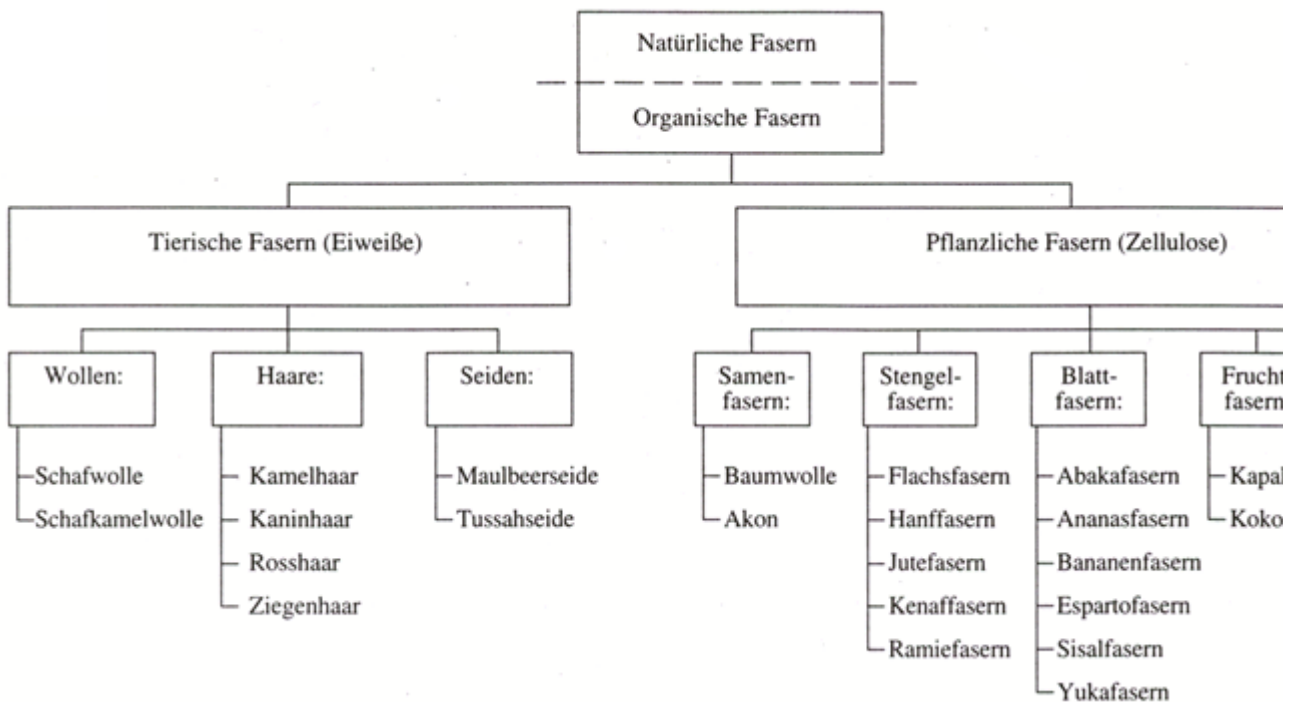 Natürliche Fasern
Organische Fasern
Tierische Fasern (Eiweiße)
Pflanzliche Fasern (Zellulose)
Wollen:
Schafwolle
Schafkamelwolle
Haare:
Kamelhaar
Kaninhaar
Rosshaar
Ziegenhaar
Seiden:
Maulbeerseide
Tussahseide
Samen-
fasern:
Baumwolle
Akon
Stengel-
fasern:
Flachsfasern
Hanffasern
Jutefasern
Kenaffasern
Ramiefasern
Blatt-
fasern:
Abakafasern
Ananasfasern
Bananenfasern
Espartofasern
Sisalfasern
Yukafasern
Frucht
fasern